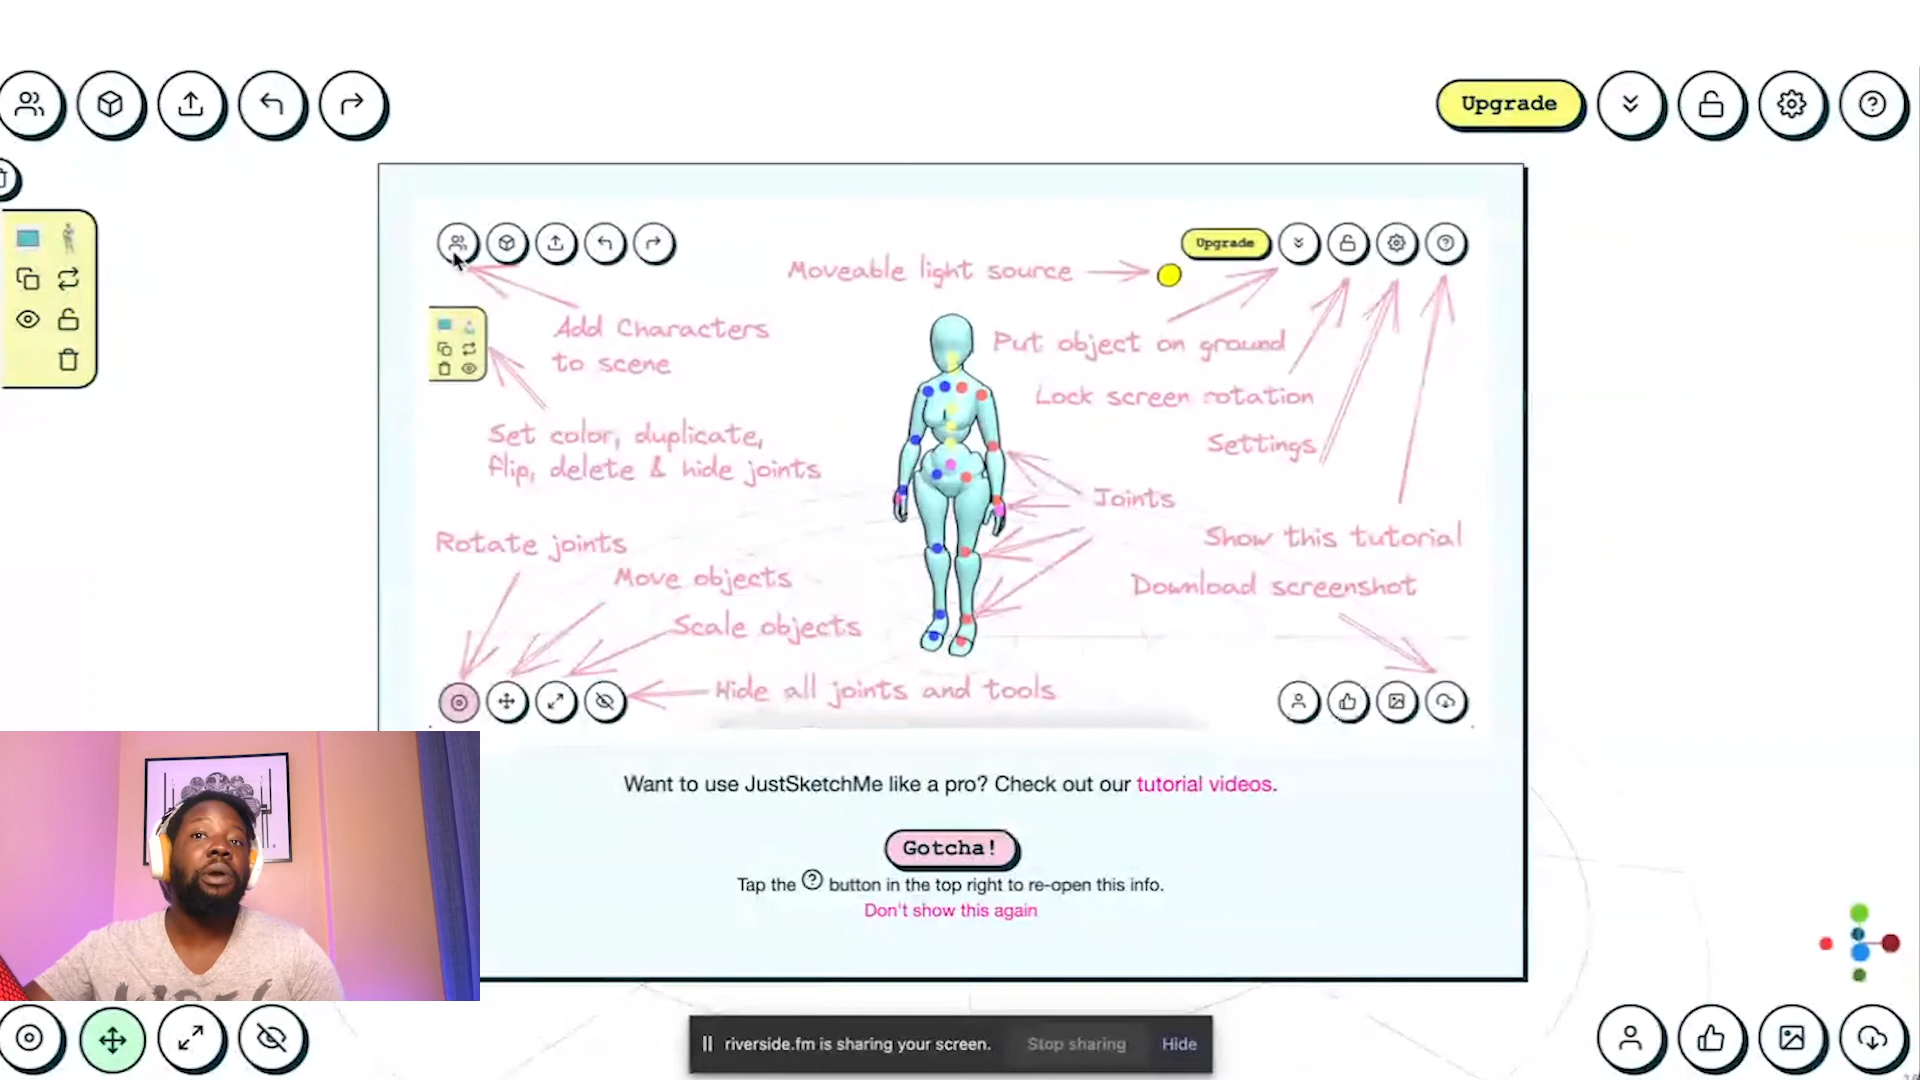 Upgrade
Upgrade
Moveable light source
Add Characters
to scene
Put object on ground
Lock screen rotation
Set color, duplicate,
flip, delete & hide joints
Settings
Joints
Rotate joints
Show this tutorial
Move objects
Download screenshot
Scale objects
Hide all joints and tools
Want to use JustSketchMe like a pro? Check out our tutorial videos.
Gotcha!
Tap the ? button in the top right to re-open this info.
Don't show this again
riverside.fm is sharing your screen. Stop sharing Hide